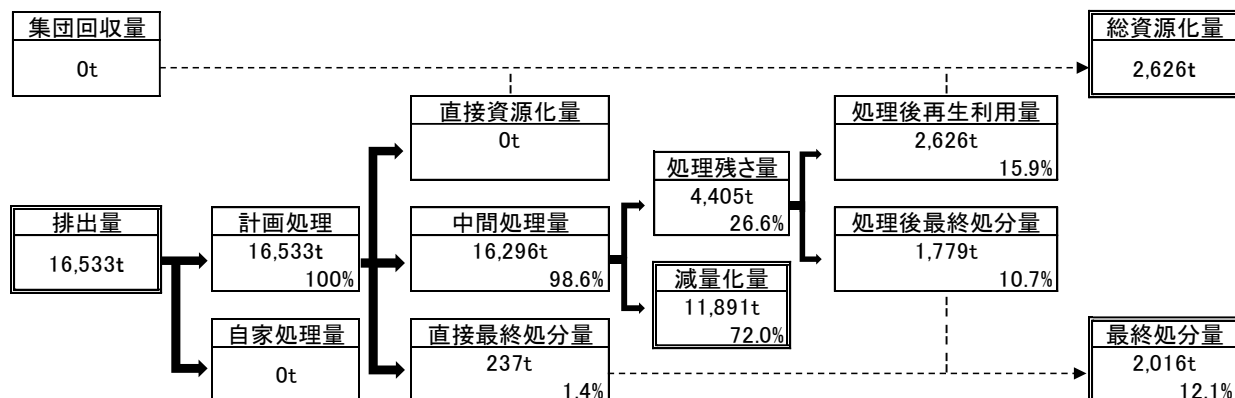 集団回収量
0t
総資源化量
2,626t
直接資源化量
0t
処理後再生利用量
2,626t
15.9%
処理残さ量
4,405t
26.6%
排出量
16,533t
計画処理
16,533t
100%
中間処理量
16,296t
98.6%
処理後最終処分量
1,779t
10.7%
減量化量
11,891t
72.0%
自家処理量
0t
直接最終処分量
237t
1.4%
最終処分量
2,016t
12.1%